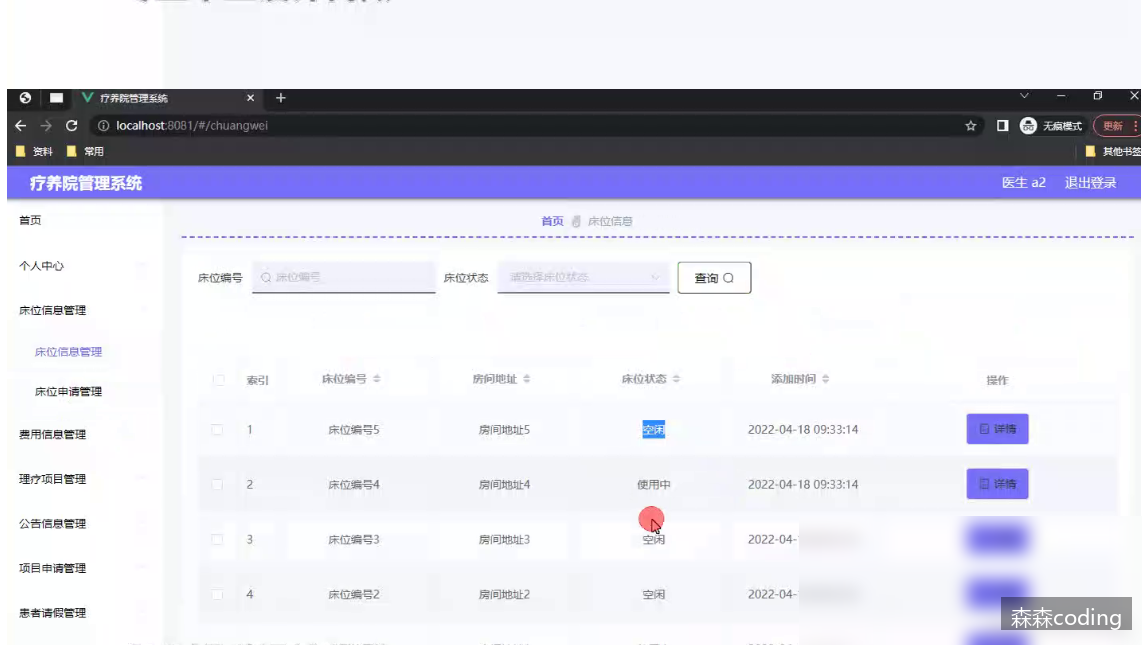 疗养院管理系统
localhost:8081/#/chuangwei
无痕模式 更新
资料 常用 其他书签
疗养院管理系统 医生 a2 退出登录
首页
首页 床位信息
个人中心
床位编号 床位编号 床位状态 请选择床位状态 查询
床位信息管理
床位信息管理
床位申请管理
索引 床位编号 房间地址 床位状态 添加时间 操作
1 床位编号5 房间地址5 空闲 2022-04-18 09:33:14 详情
费用信息管理
理疗项目管理
2 床位编号4 房间地址4 使用中 2022-04-18 09:33:14 详情
公告信息管理
3 床位编号3 房间地址3 空闲 2022-04-
项目申请管理
4 床位编号2 房间地址2 空闲 2022-04-
患者请假管理
森森coding